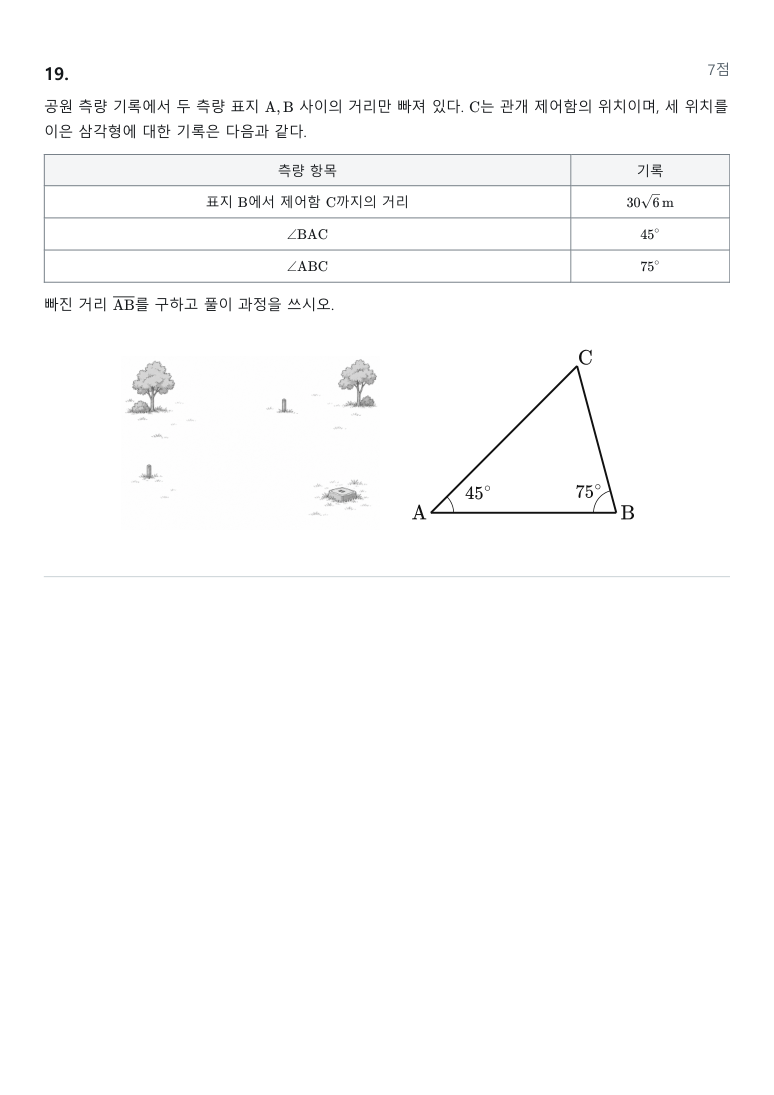 19.
7점
공원 측량 기록에서 두 측량 표지 A, B 사이의 거리만 빠져 있다. C는 관개 제어함의 위치이며, 세 위치를
이은 삼각형에 대한 기록은 다음과 같다.
측량 항목 기록
표지 B에서 제어함 C까지의 거리 30√6 m
∠BAC 45°
∠ABC 75°
빠진 거리 A̅B̅를 구하고 풀이 과정을 쓰시오.
C
45° 75°
A B